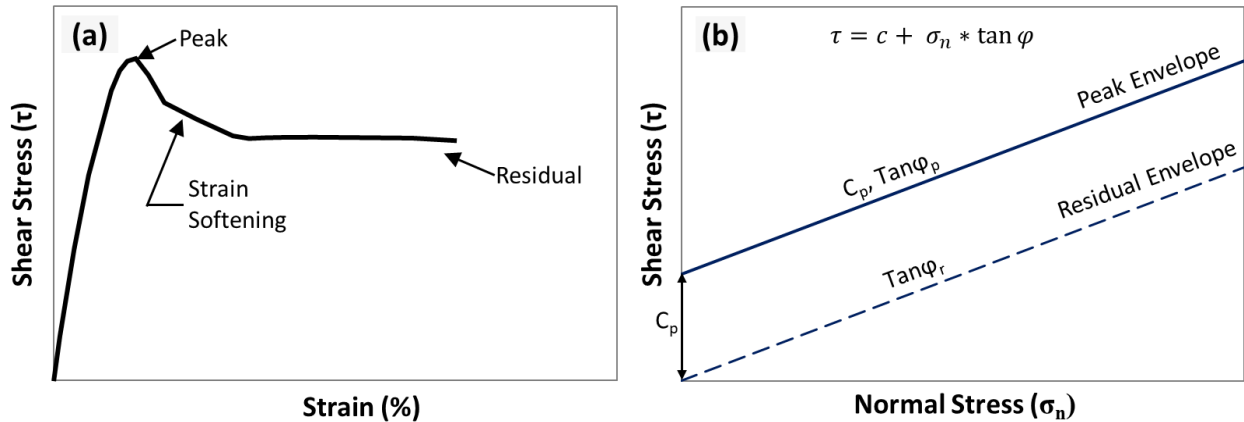 (a)
Peak
Strain
Softening
Residual
Shear Stress (τ)
Strain (%)
(b)
τ = c + σₙ * tan φ
Peak Envelope
Cₚ, Tanφₚ
Residual Envelope
Tanφᵣ
Cₚ
Shear Stress (τ)
Normal Stress (σₙ)